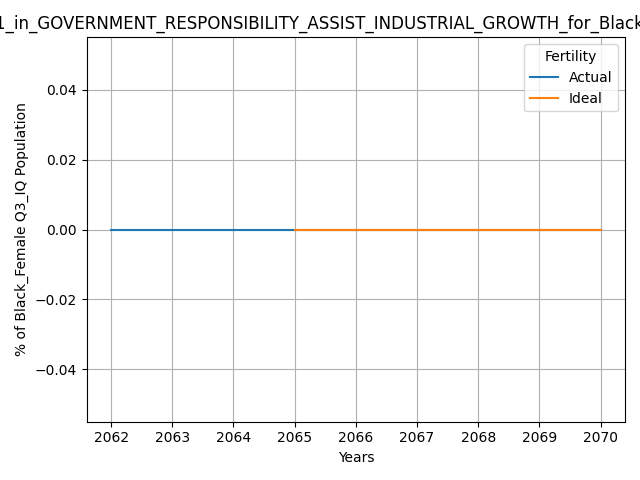 1_in_GOVERNMENT_RESPONSIBILITY_ASSIST_INDUSTRIAL_GROWTH_for_Black
Fertility
Actual
Ideal
% of Black_Female Q3_IQ Population
0.04
0.02
0.00
−0.02
−0.04
2062 2063 2064 2065 2066 2067 2068 2069 2070
Years